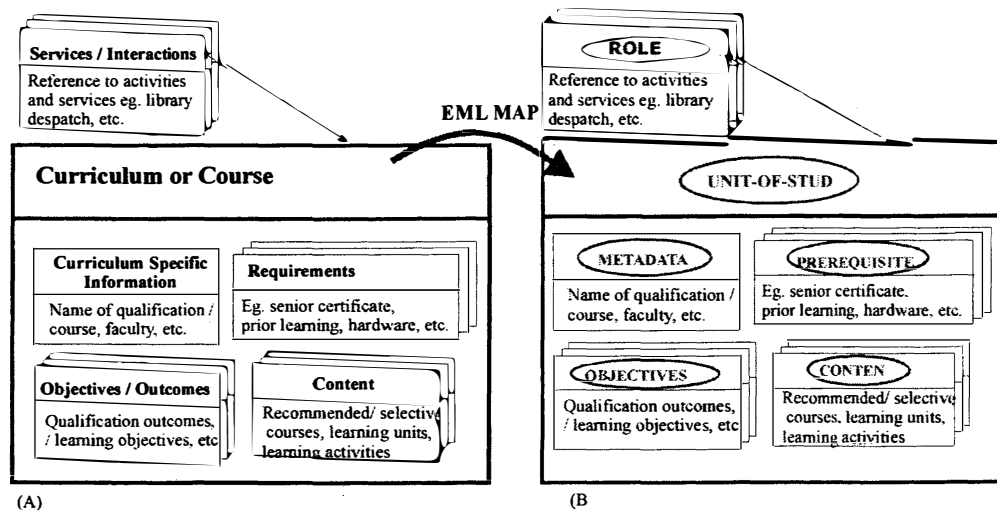 Services / Interactions
Reference to activities
and services eg. library
despatch, etc.
EML MAP
Curriculum or Course
Curriculum Specific
Information
Name of qualification /
course, faculty, etc.
Requirements
Eg. senior certificate,
prior learning, hardware, etc.
Objectives / Outcomes
Qualification outcomes,
/ learning objectives, etc
Content
Recommended/ selective
courses, learning units,
learning activities
(A)
ROLE
Reference to activities
and services eg. library
despatch, etc.
UNIT-OF-STUD
METADATA
Name of qualification /
course, faculty, etc.
PREREQUISITE
Eg. senior certificate.
prior learning, hardware, etc.
OBJECTIVES
Qualification outcomes,
/ learning objectives, etc
CONTEN
Recommended/ selective
courses, learning units,
learning activities
(B